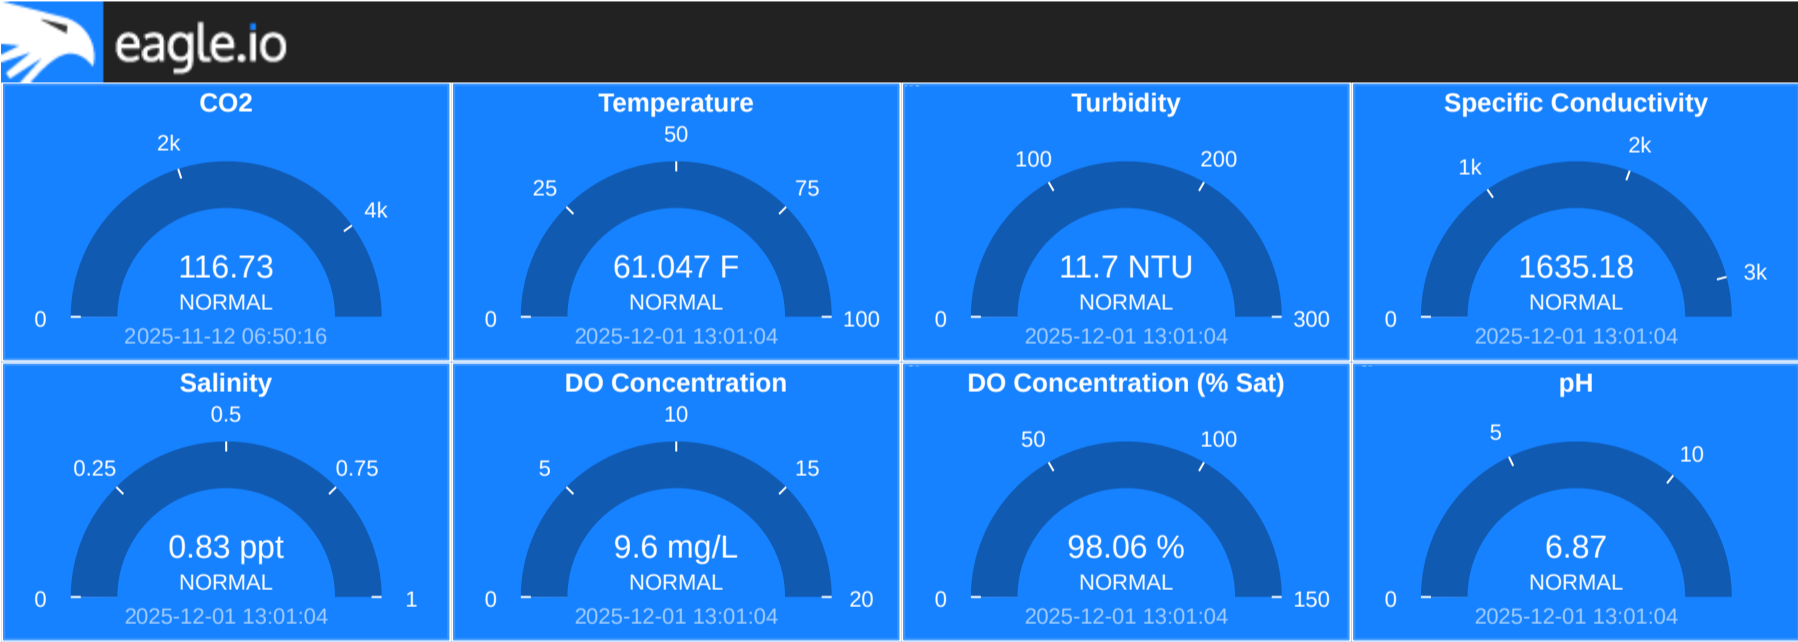 eagle.io
CO2
2k
4k
0
116.73
NORMAL
2025-11-12 06:50:16
Temperature
50
25
75
0
100
61.047 F
NORMAL
2025-12-01 13:01:04
Turbidity
100
200
0
300
11.7 NTU
NORMAL
2025-12-01 13:01:04
Specific Conductivity
2k
1k
3k
0
1635.18
NORMAL
2025-12-01 13:01:04
Salinity
0.5
0.25
0.75
0
1
0.83 ppt
NORMAL
2025-12-01 13:01:04
DO Concentration
10
5
15
0
20
9.6 mg/L
NORMAL
2025-12-01 13:01:04
DO Concentration (% Sat)
50
100
0
150
98.06 %
NORMAL
2025-12-01 13:01:04
pH
5
10
0
6.87
NORMAL
2025-12-01 13:01:04